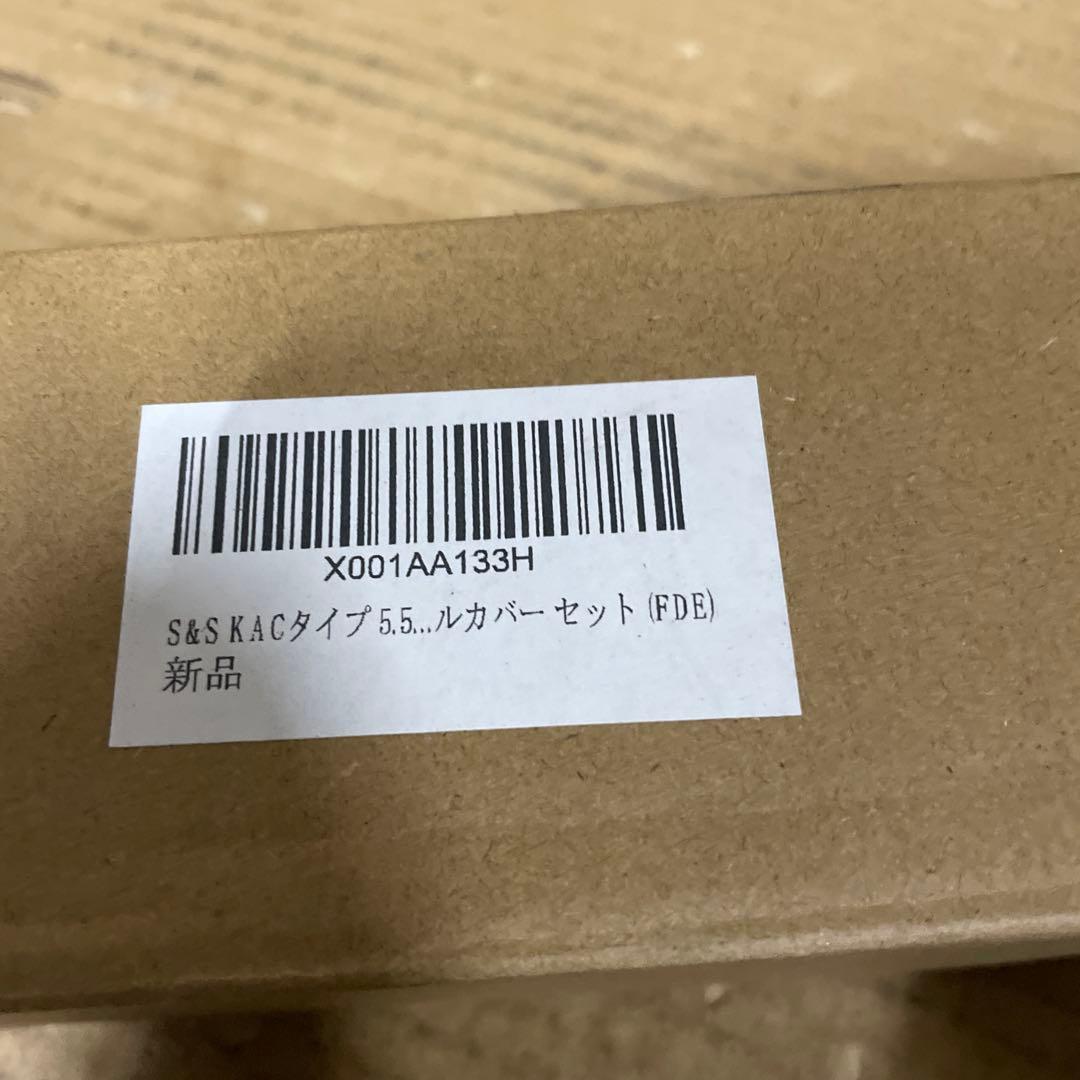 X001AA133H
S&S KACタイプ 5.5...ルカバー セット (FDE)
新品